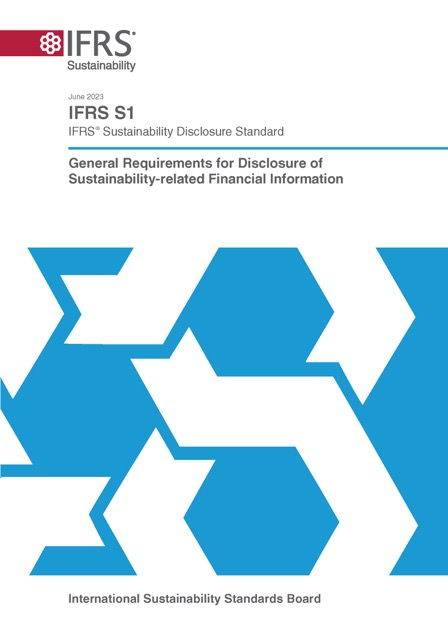 IFRS®
Sustainability
June 2023
IFRS S1
IFRS® Sustainability Disclosure Standard
General Requirements for Disclosure of
Sustainability-related Financial Information
International Sustainability Standards Board